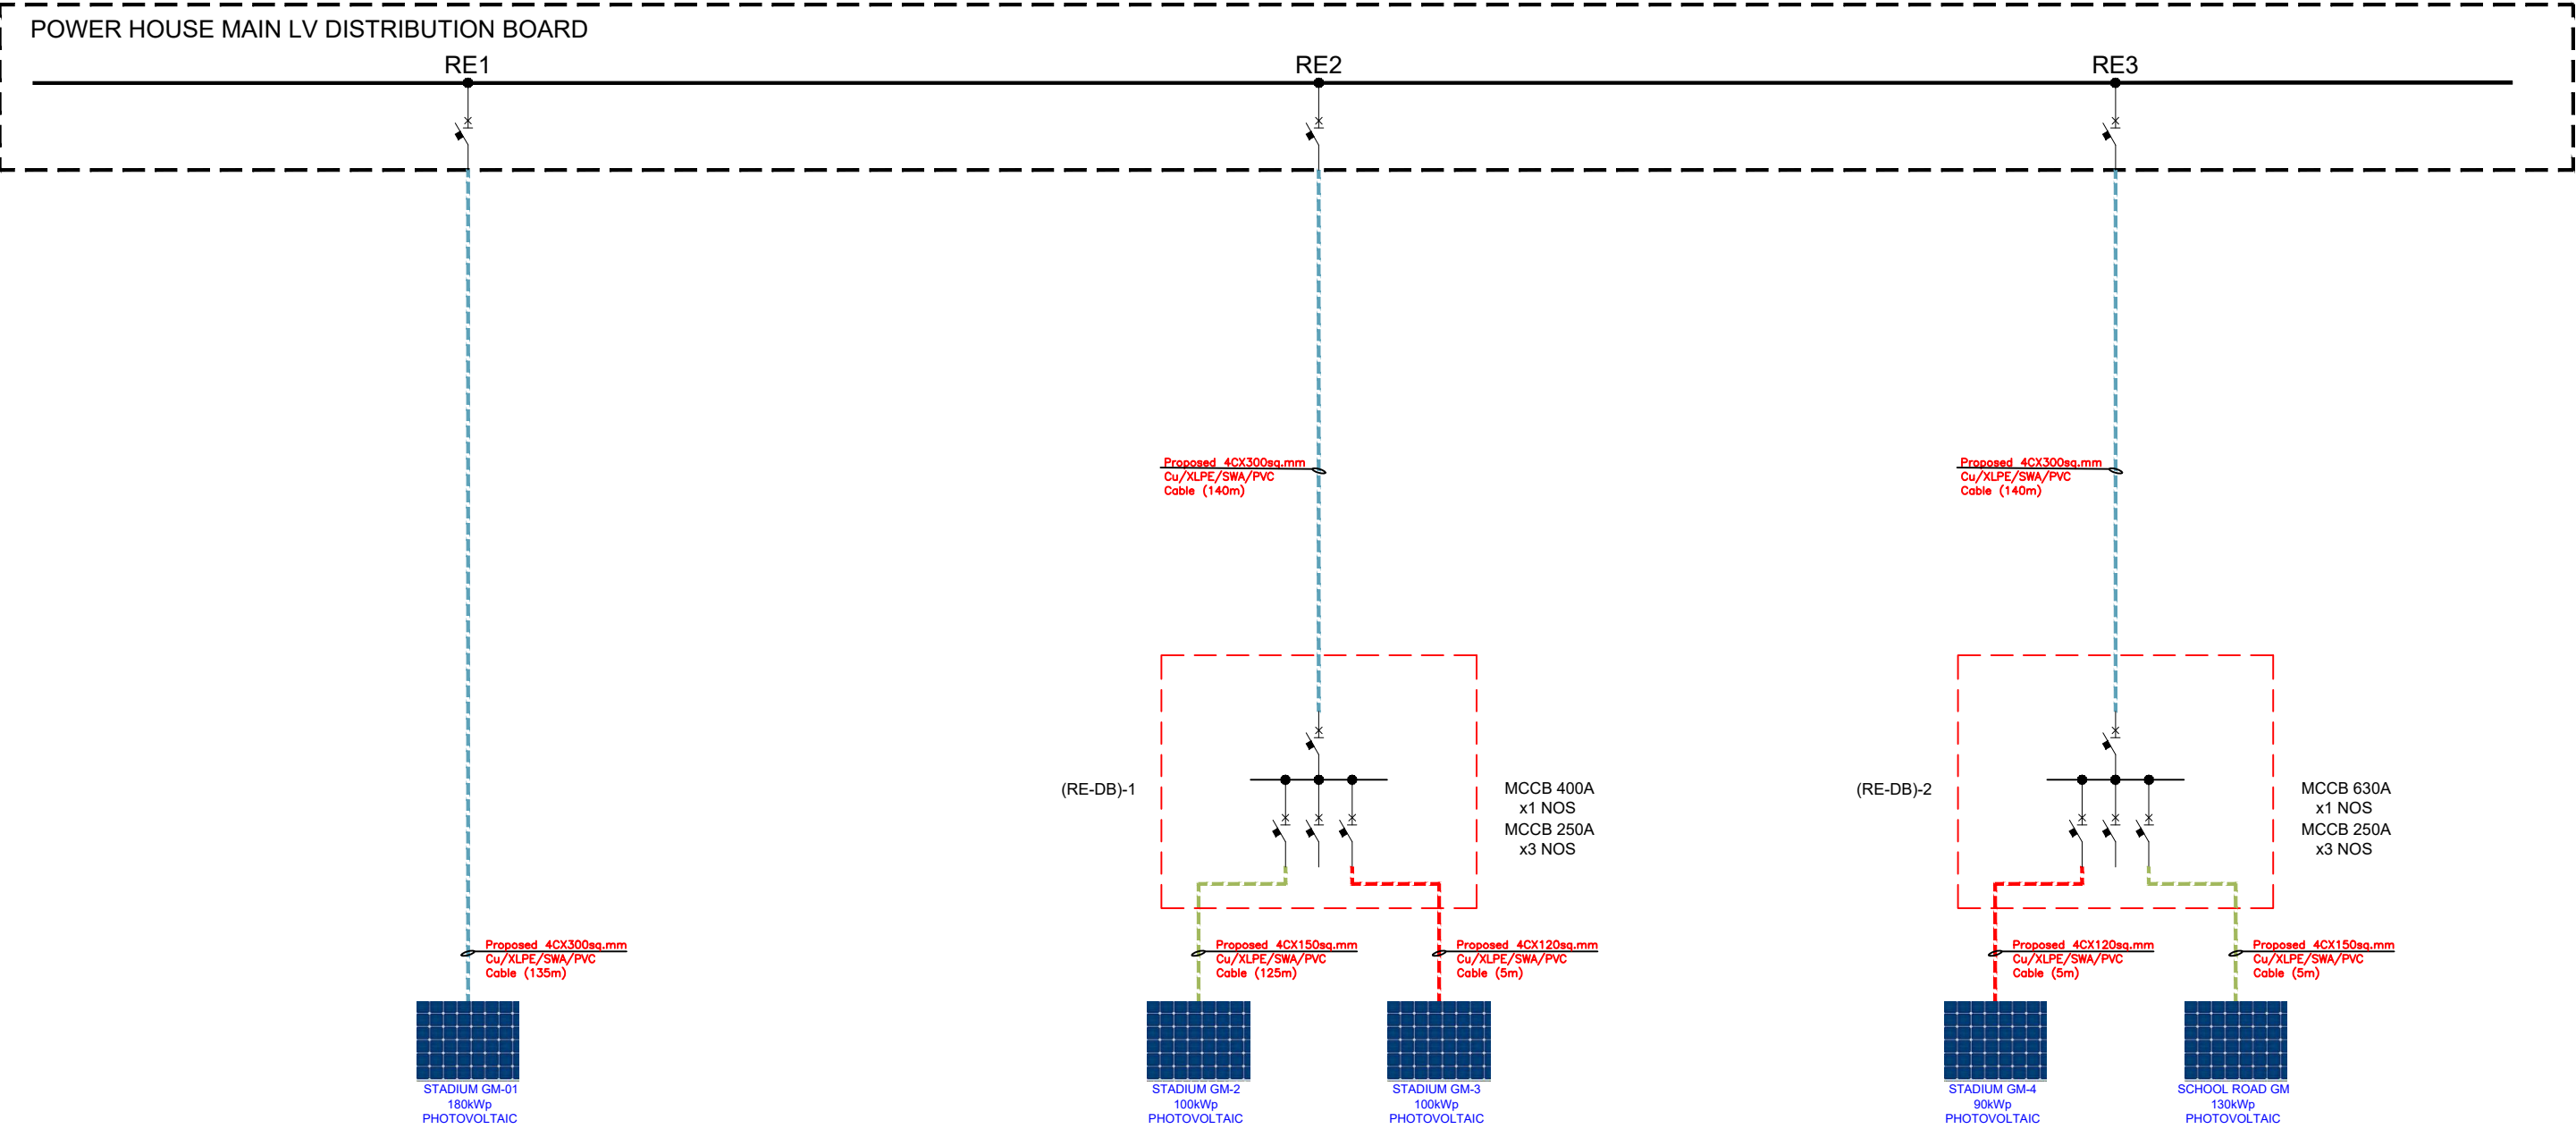 POWER HOUSE MAIN LV DISTRIBUTION BOARD
RE1
RE2
RE3
Proposed 4CX300sq.mm
Cu/XLPE/SWA/PVC
Cable (140m)
Proposed 4CX300sq.mm
Cu/XLPE/SWA/PVC
Cable (140m)
(RE-DB)-1
MCCB 400A
x1 NOS
MCCB 250A
x3 NOS
(RE-DB)-2
MCCB 630A
x1 NOS
MCCB 250A
x3 NOS
Proposed 4CX300sq.mm
Cu/XLPE/SWA/PVC
Cable (135m)
Proposed 4CX150sq.mm
Cu/XLPE/SWA/PVC
Cable (125m)
Proposed 4CX120sq.mm
Cu/XLPE/SWA/PVC
Cable (5m)
Proposed 4CX120sq.mm
Cu/XLPE/SWA/PVC
Cable (5m)
Proposed 4CX150sq.mm
Cu/XLPE/SWA/PVC
Cable (5m)
STADIUM GM-01
180kWp
PHOTOVOLTAIC
STADIUM GM-2
100kWp
PHOTOVOLTAIC
STADIUM GM-3
100kWp
PHOTOVOLTAIC
STADIUM GM-4
90kWp
PHOTOVOLTAIC
SCHOOL ROAD GM
130kWp
PHOTOVOLTAIC